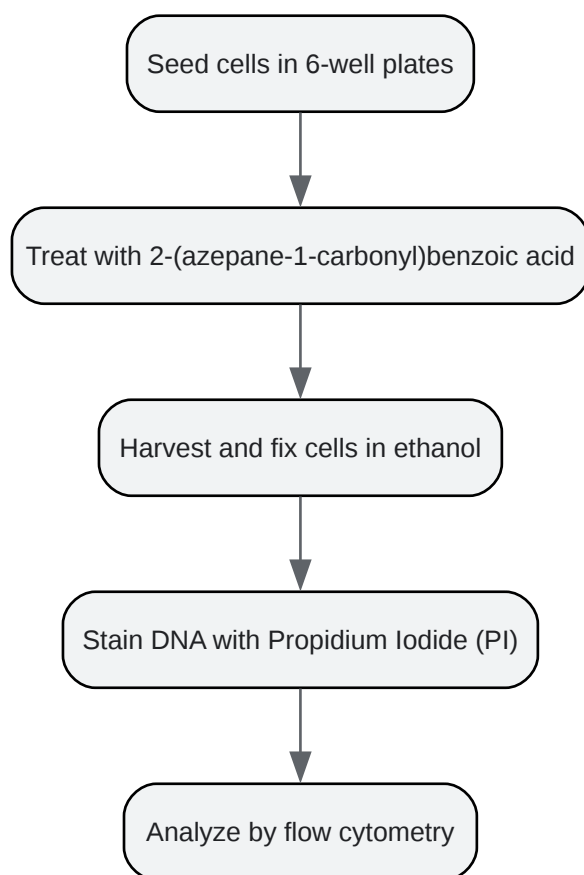 Seed cells in 6-well plates
Treat with 2-(azepane-1-carbonyl)benzoic acid
Harvest and fix cells in ethanol
Stain DNA with Propidium Iodide (PI)
Analyze by flow cytometry